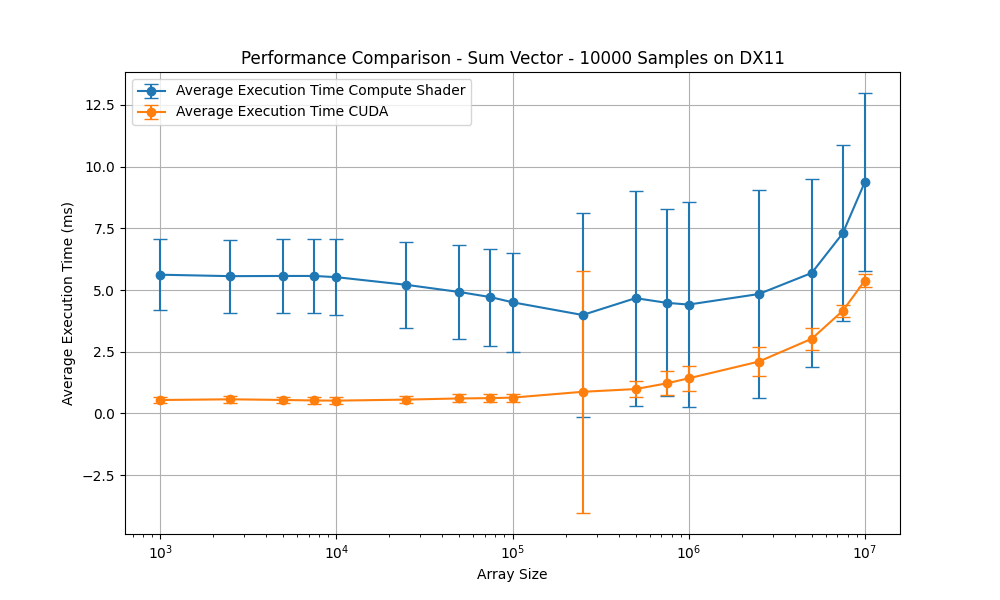 Performance Comparison - Sum Vector - 10000 Samples on DX11
Average Execution Time Compute Shader
Average Execution Time CUDA
12.5
10.0
7.5
5.0
2.5
0.0
−2.5
Average Execution Time (ms)
10³ 10⁴ 10⁵ 10⁶ 10⁷
Array Size